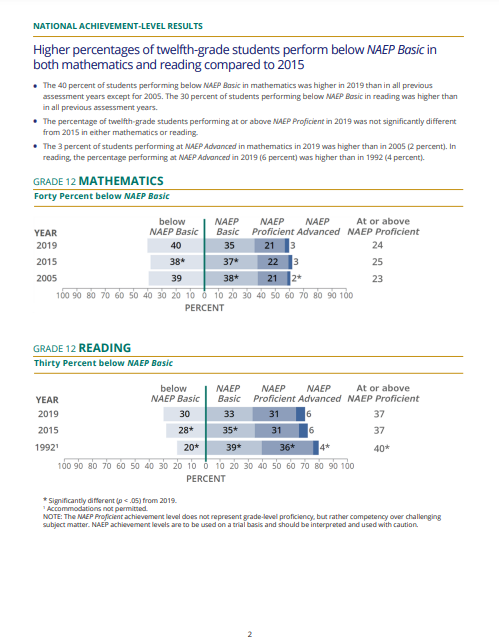 NATIONAL ACHIEVEMENT-LEVEL RESULTS
Higher percentages of twelfth-grade students perform below NAEP Basic in
both mathematics and reading compared to 2015
• The 40 percent of students performing below NAEP Basic in mathematics was higher in 2019 than in all previous
assessment years except for 2005. The 30 percent of students performing below NAEP Basic in reading was higher than
in all previous assessment years.
• The percentage of twelfth-grade students performing at or above NAEP Proficient in 2019 was not significantly different
from 2015 in either mathematics or reading.
• The 3 percent of students performing at NAEP Advanced in mathematics in 2019 was higher than in 2005 (2 percent). In
reading, the percentage performing at NAEP Advanced in 2019 (6 percent) was higher than in 1992 (4 percent).
GRADE 12 MATHEMATICS
Forty Percent below NAEP Basic
below NAEP NAEP NAEP At or above
YEAR NAEP Basic Basic Proficient Advanced NAEP Proficient
2019 40 35 21 3 24
2015 38* 37* 22 3 25
2005 39 38* 21 2* 23
100 90 80 70 60 50 40 30 20 10 0 10 20 30 40 50 60 70 80 90 100
PERCENT
GRADE 12 READING
Thirty Percent below NAEP Basic
below NAEP NAEP NAEP At or above
YEAR NAEP Basic Basic Proficient Advanced NAEP Proficient
2019 30 33 31 6 37
2015 28* 35* 31 6 37
1992¹ 20* 39* 36* 4* 40*
100 90 80 70 60 50 40 30 20 10 0 10 20 30 40 50 60 70 80 90 100
PERCENT
* Significantly different (p < .05) from 2019.
¹ Accommodations not permitted.
NOTE: The NAEP Proficient achievement level does not represent grade-level proficiency, but rather competency over challenging
subject matter. NAEP achievement levels are to be used on a trial basis and should be interpreted and used with caution.
2